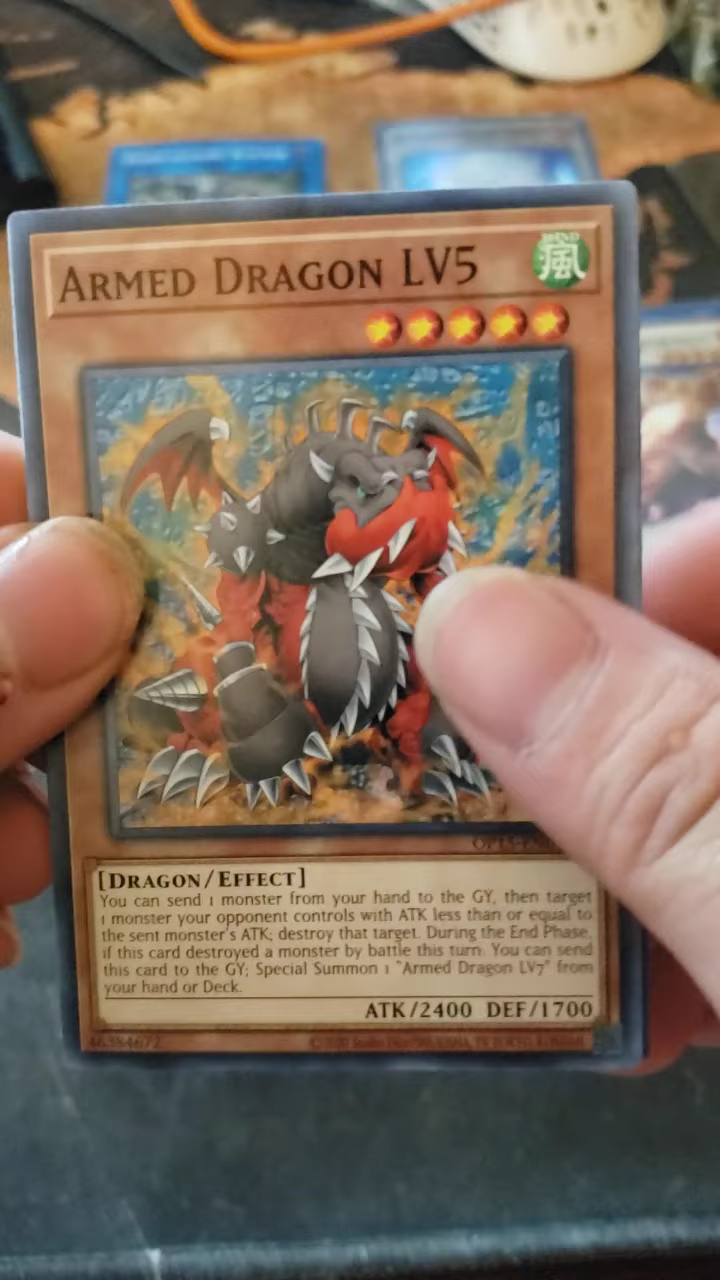 ARMED DRAGON LV5
WIND
風
[DRAGON/EFFECT]
You can send 1 monster from your hand to the GY, then target
1 monster your opponent controls with ATK less than or equal to
the sent monster's ATK; destroy that target. During the End Phase,
if this card destroyed a monster by battle this turn: You can send
this card to the GY; Special Summon 1 "Armed Dragon LV7" from
your hand or Deck.
ATK/2400 DEF/1700